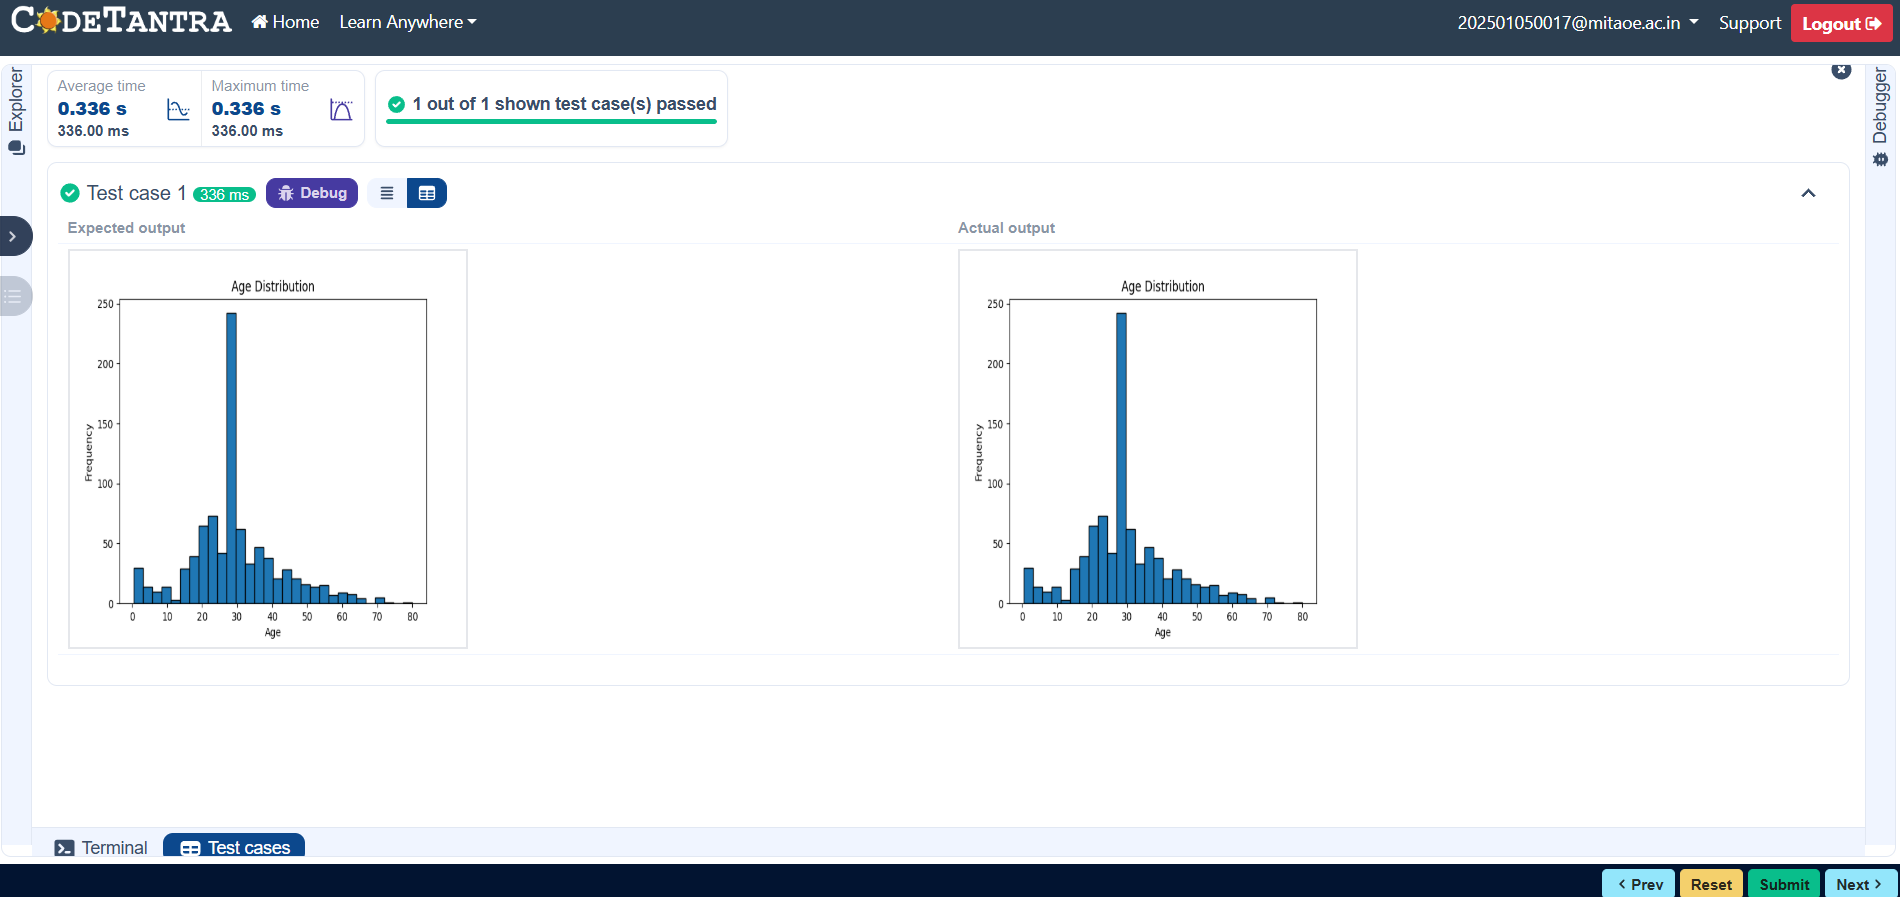 CODETANTRA Home Learn Anywhere 202501050017@mitaoe.ac.in Support Logout
Explorer
Debugger
Average time
0.336 s
336.00 ms
Maximum time
0.336 s
336.00 ms
1 out of 1 shown test case(s) passed
Test case 1 336 ms Debug
Expected output
Age Distribution
250
200
150
100
50
0
Frequency
0 10 20 30 40 50 60 70 80
Age
Actual output
Age Distribution
250
200
150
100
50
0
Frequency
0 10 20 30 40 50 60 70 80
Age
Terminal Test cases
Prev Reset Submit Next